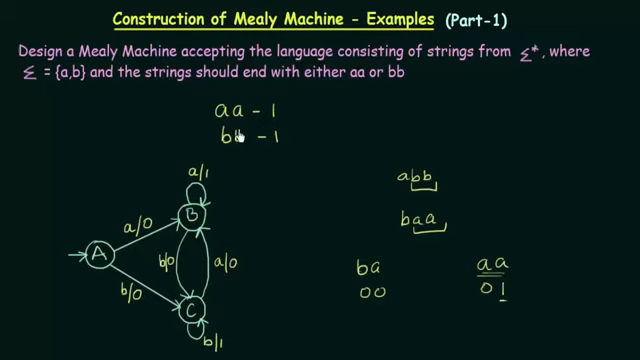 Construction of Mealy Machine - Examples (Part-1)
Design a Mealy Machine accepting the language consisting of strings from Σ*, where
Σ = {a,b} and the strings should end with either aa or bb
aa - 1
bb - 1
a/1
abb
B
a/0
baa
A
b/0
a/0
ba
aa
b/0
00
01
C
b/1